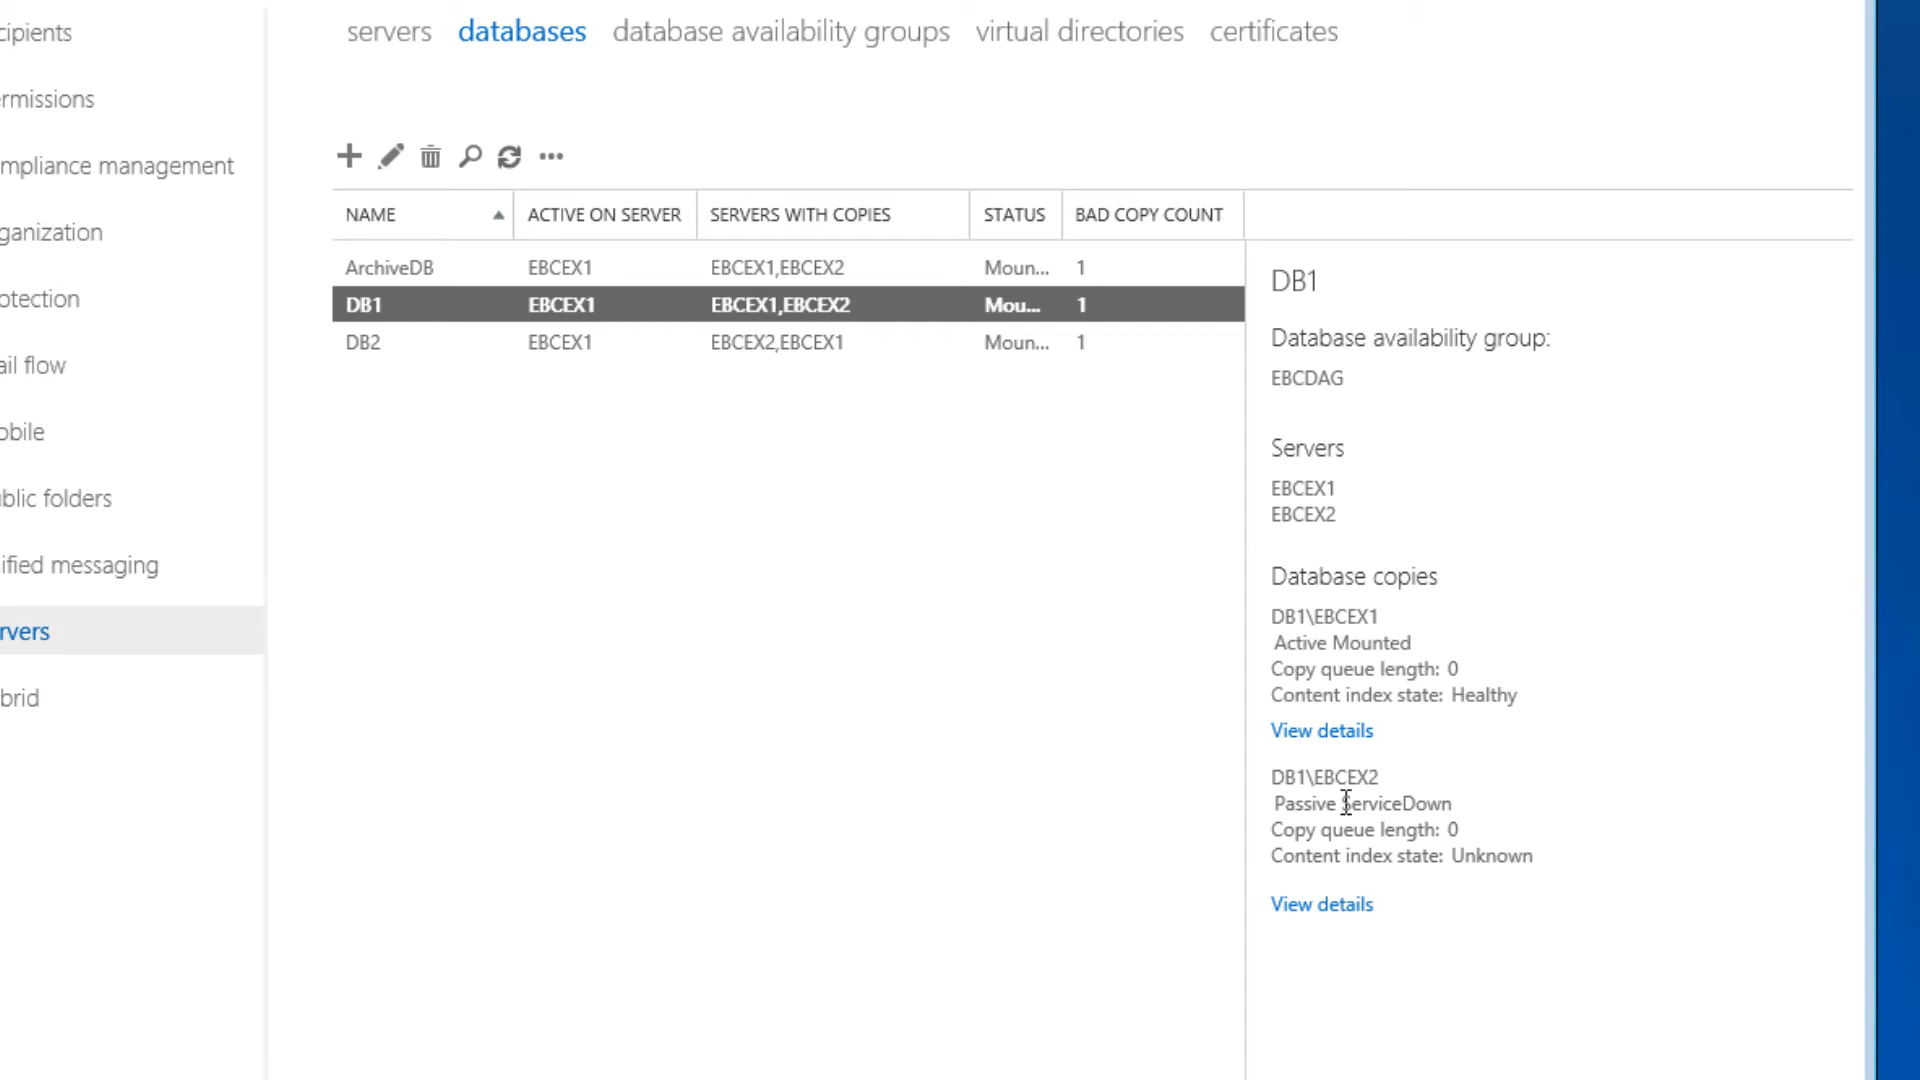 servers databases database availability groups virtual directories certificates
cipients
ermissions
mpliance management
ganization
otection
ail flow
obile
ublic folders
ified messaging
rvers
brid
NAME ACTIVE ON SERVER SERVERS WITH COPIES STATUS BAD COPY COUNT
ArchiveDB EBCEX1 EBCEX1,EBCEX2 Moun... 1
DB1 EBCEX1 EBCEX1,EBCEX2 Mou... 1
DB2 EBCEX1 EBCEX2,EBCEX1 Moun... 1
DB1
Database availability group:
EBCDAG
Servers
EBCEX1
EBCEX2
Database copies
DB1\EBCEX1
Active Mounted
Copy queue length: 0
Content index state: Healthy
View details
DB1\EBCEX2
Passive ServiceDown
Copy queue length: 0
Content index state: Unknown
View details